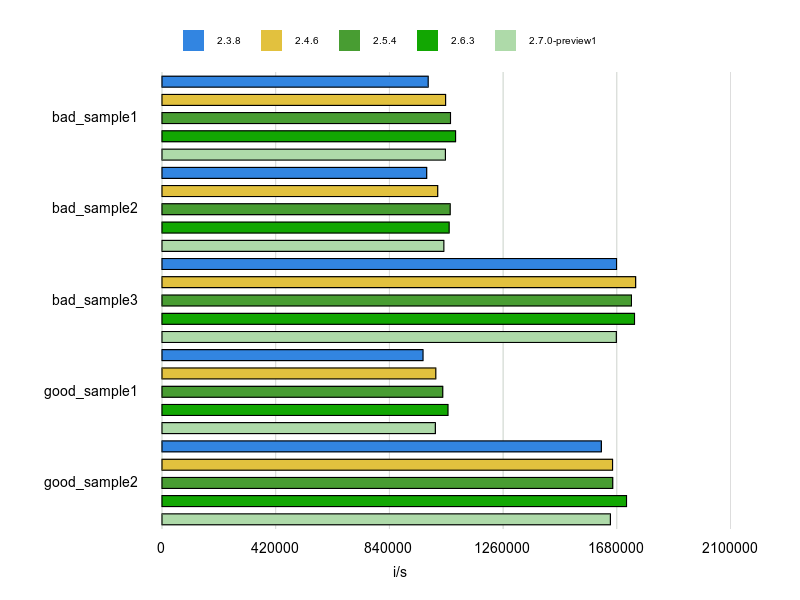 2.3.8 2.4.6 2.5.4 2.6.3 2.7.0-preview1
bad_sample1
bad_sample2
bad_sample3
good_sample1
good_sample2
0 420000 840000 1260000 1680000 2100000
i/s